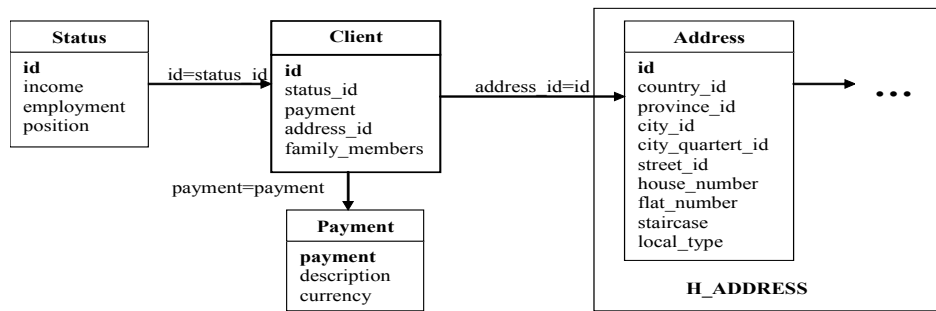 Status
id
income
employment
position
id=status_id
Client
id
status_id
payment
address_id
family_members
payment=payment
Payment
payment
description
currency
address_id=id
Address
id
country_id
province_id
city_id
city_quartert_id
street_id
house_number
flat_number
staircase
local_type
...
H_ADDRESS